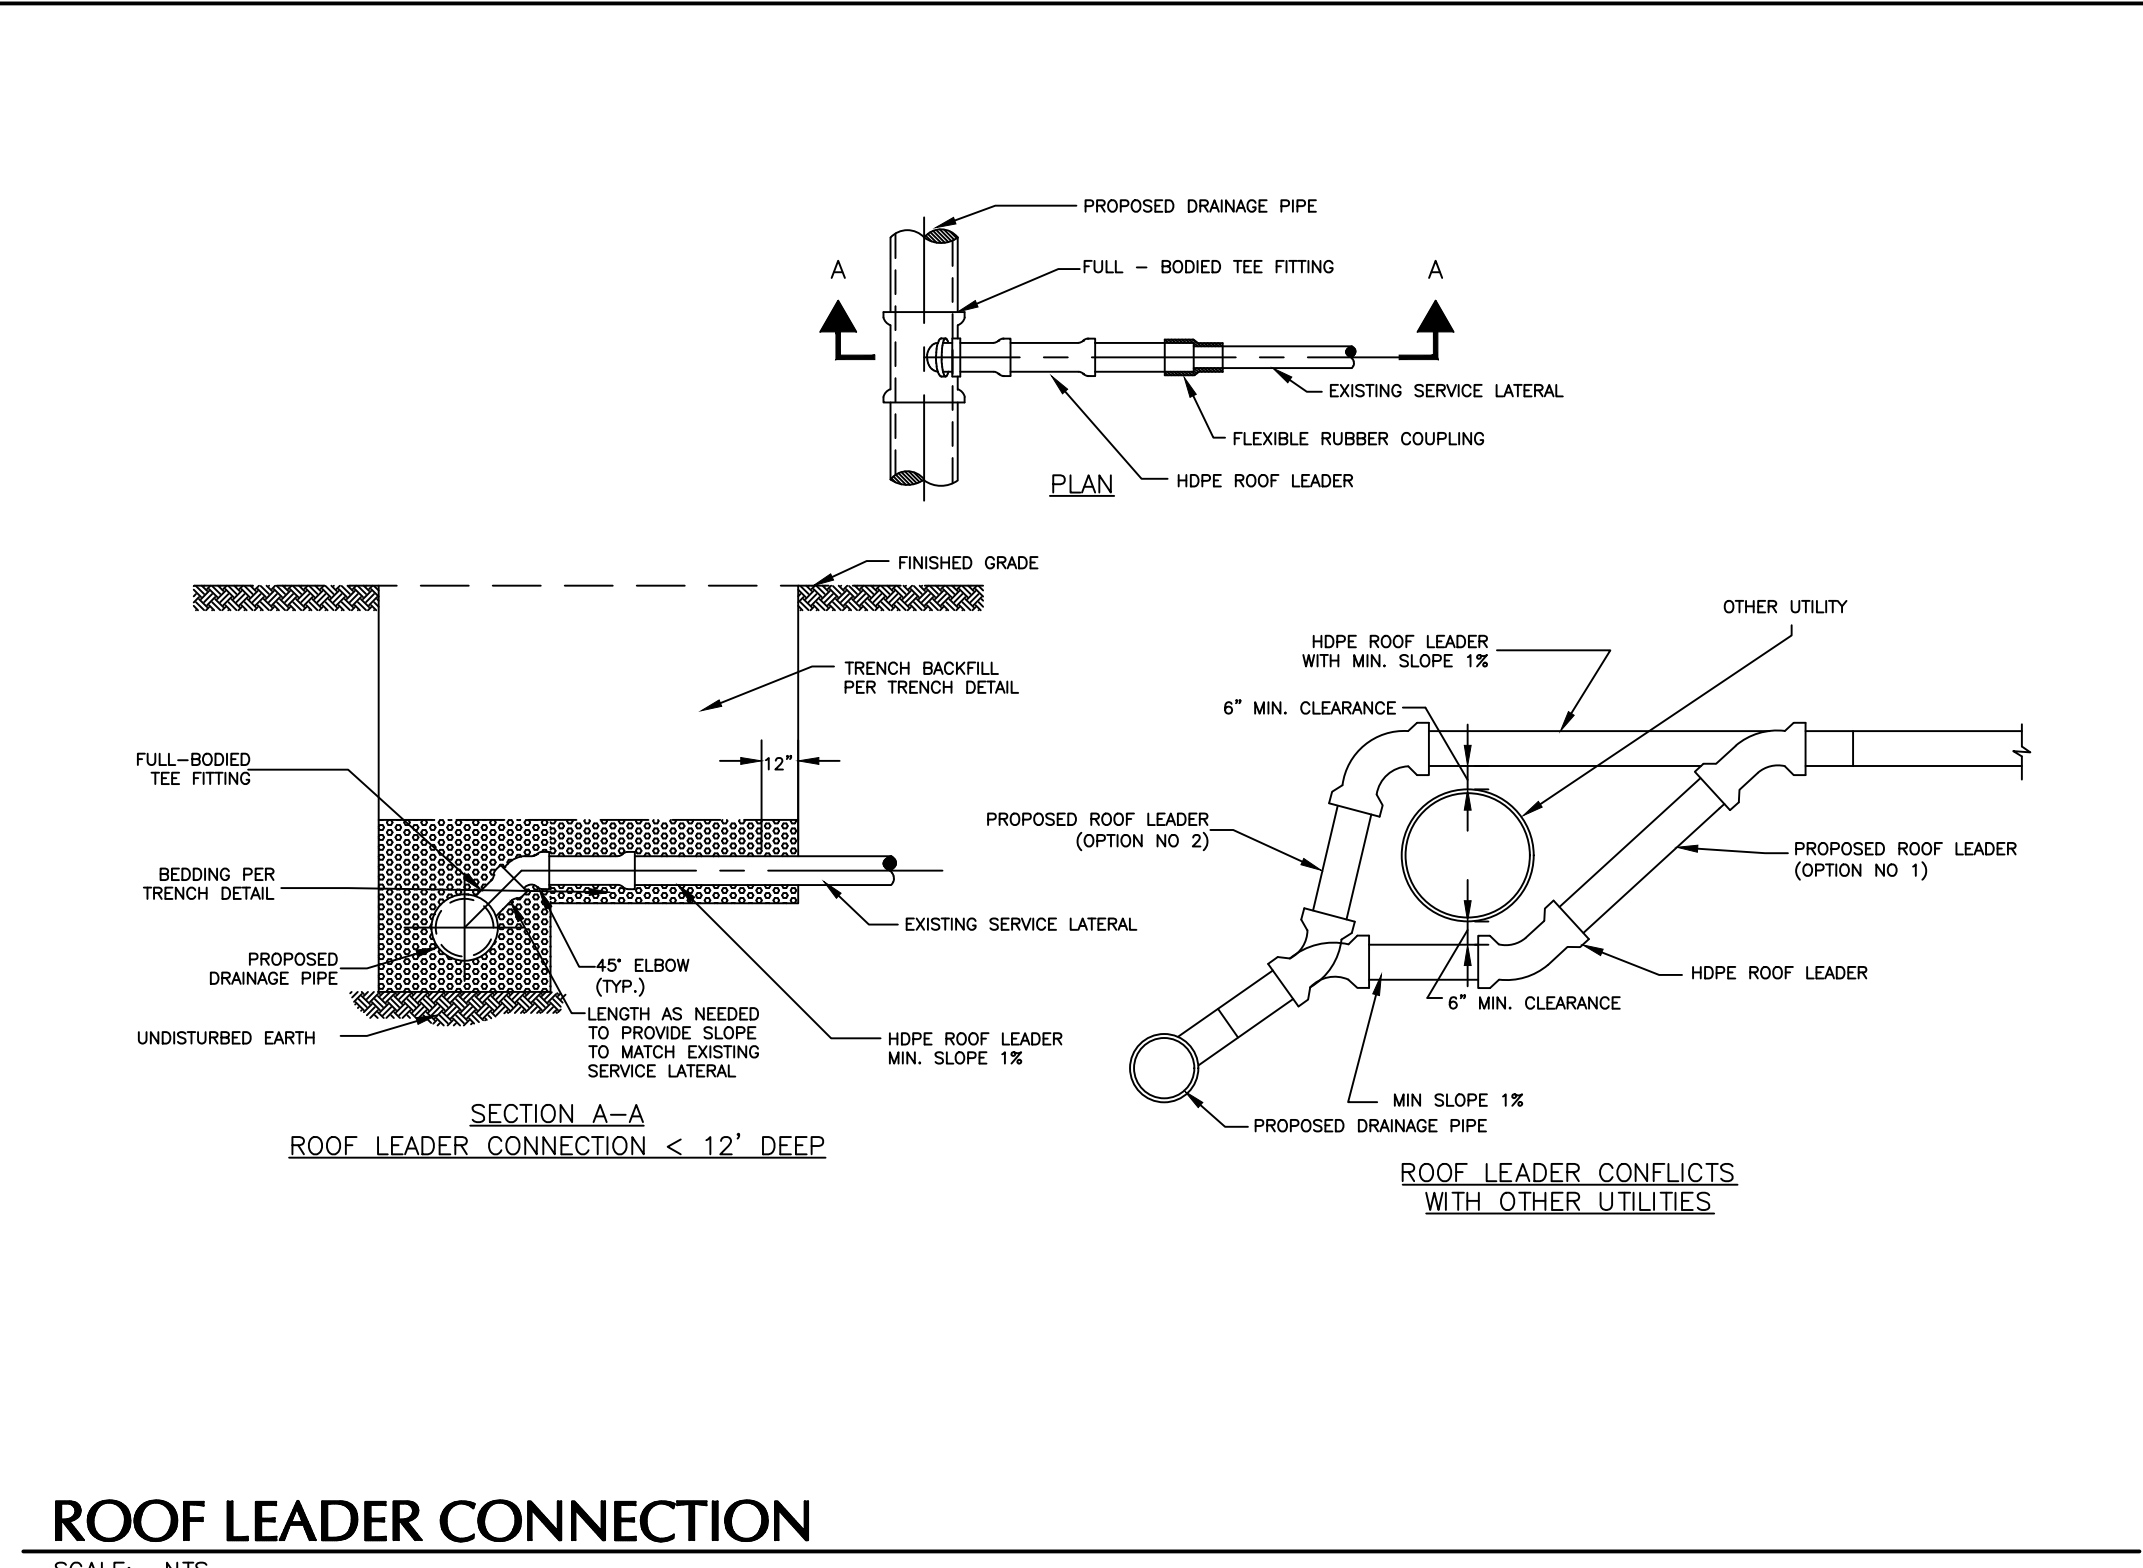 PROPOSED DRAINAGE PIPE
A
FULL – BODIED TEE FITTING
A
EXISTING SERVICE LATERAL
FLEXIBLE RUBBER COUPLING
HDPE ROOF LEADER
PLAN
FINISHED GRADE
TRENCH BACKFILL
PER TRENCH DETAIL
12"
FULL–BODIED
TEE FITTING
BEDDING PER
TRENCH DETAIL
EXISTING SERVICE LATERAL
PROPOSED
DRAINAGE PIPE
45° ELBOW
(TYP.)
LENGTH AS NEEDED
TO PROVIDE SLOPE
TO MATCH EXISTING
SERVICE LATERAL
UNDISTURBED EARTH
HDPE ROOF LEADER
MIN. SLOPE 1%
SECTION A–A
ROOF LEADER CONNECTION < 12' DEEP
OTHER UTILITY
HDPE ROOF LEADER
WITH MIN. SLOPE 1%
6" MIN. CLEARANCE
PROPOSED ROOF LEADER
(OPTION NO 2)
PROPOSED ROOF LEADER
(OPTION NO 1)
HDPE ROOF LEADER
6" MIN. CLEARANCE
MIN SLOPE 1%
PROPOSED DRAINAGE PIPE
ROOF LEADER CONFLICTS
WITH OTHER UTILITIES
ROOF LEADER CONNECTION
SCALE: NTS